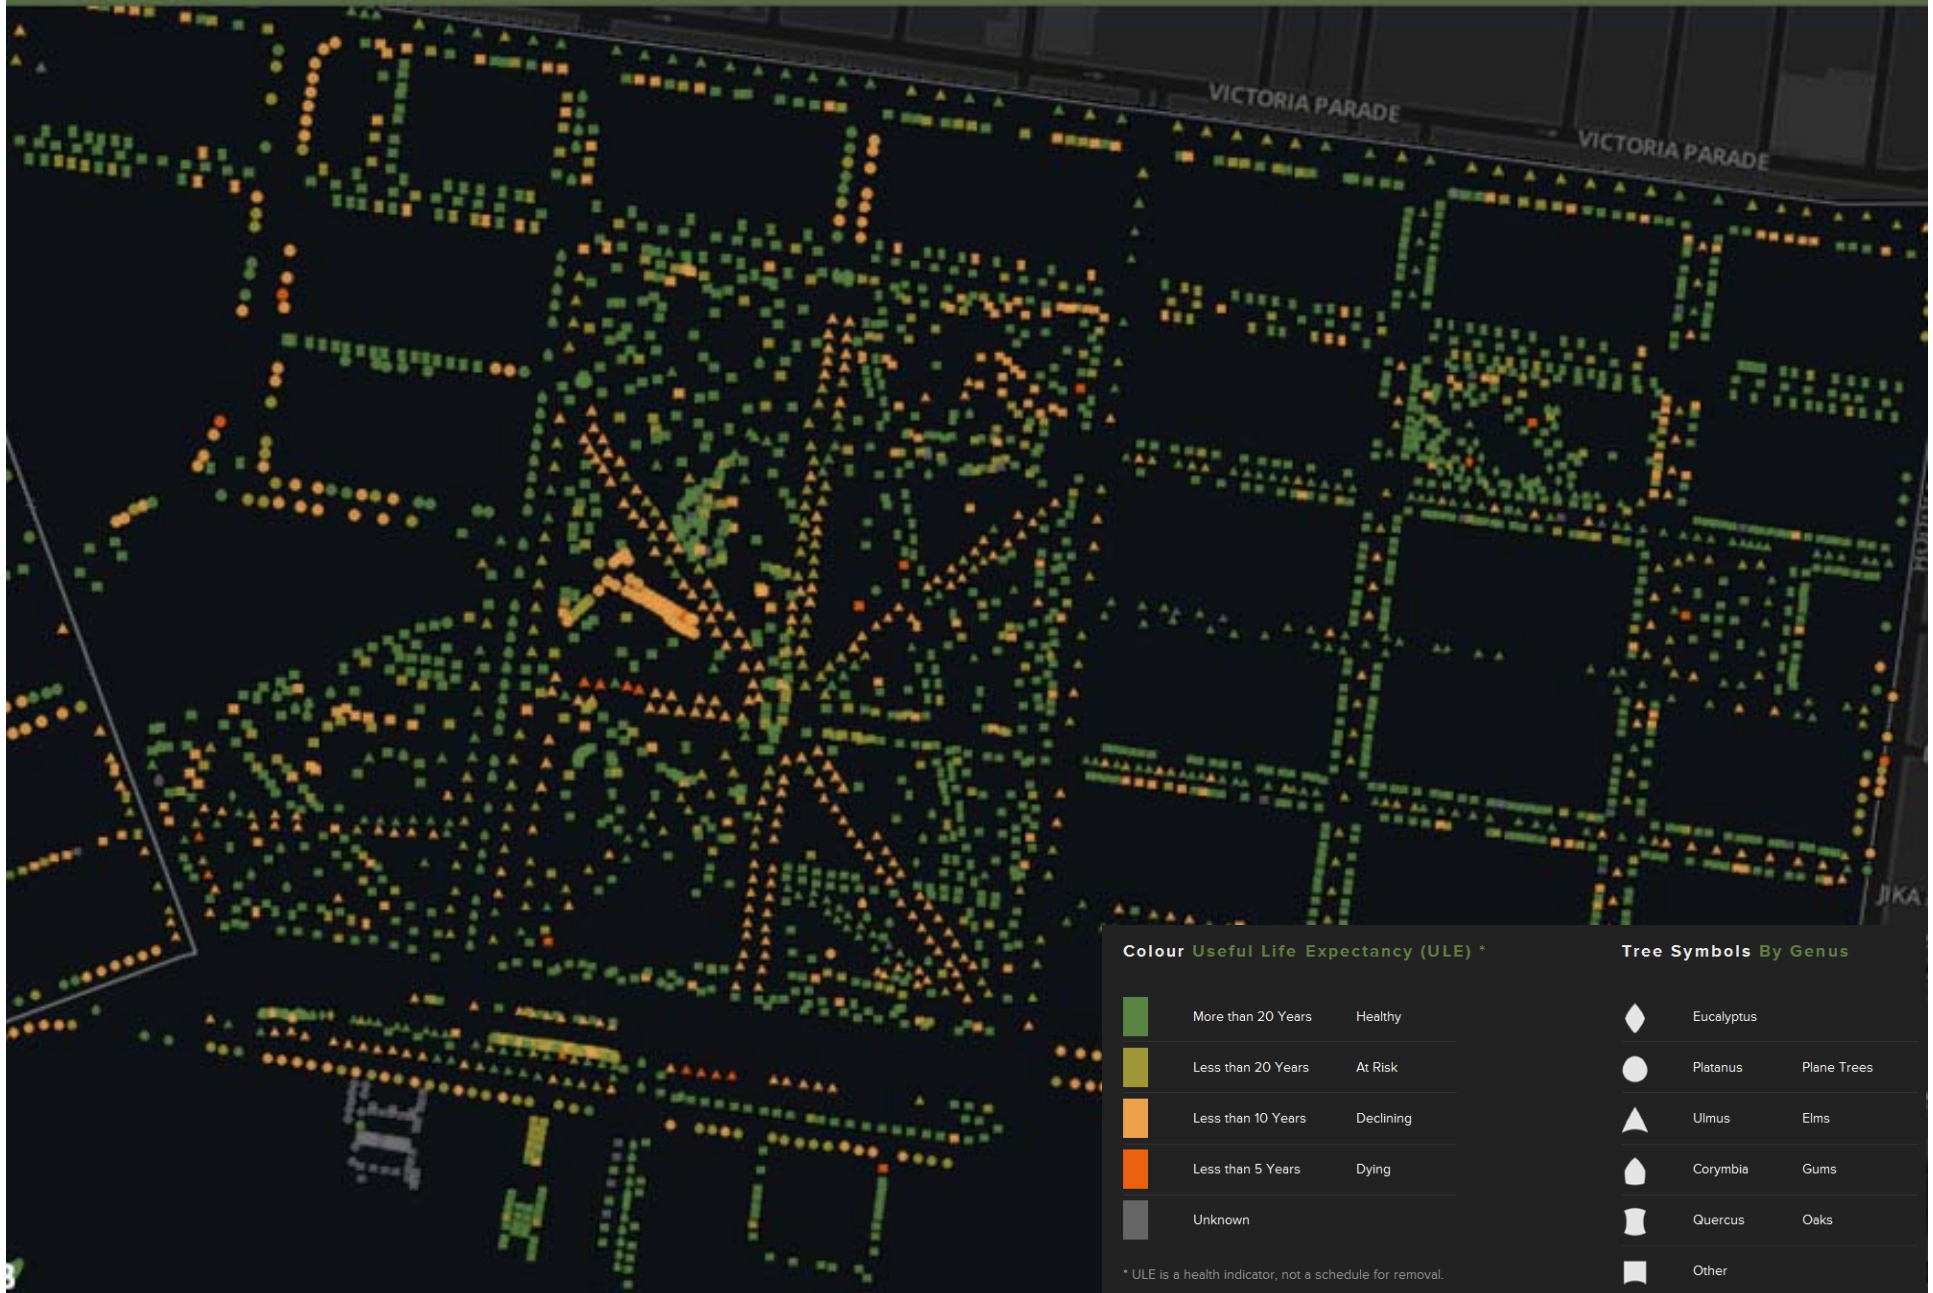 VICTORIA PARADE
VICTORIA PARADE
JIKA
Colour Useful Life Expectancy (ULE) *
More than 20 Years Healthy
Less than 20 Years At Risk
Less than 10 Years Declining
Less than 5 Years Dying
Unknown
* ULE is a health indicator, not a schedule for removal.
Tree Symbols By Genus
Eucalyptus
Platanus Plane Trees
Ulmus Elms
Corymbia Gums
Quercus Oaks
Other